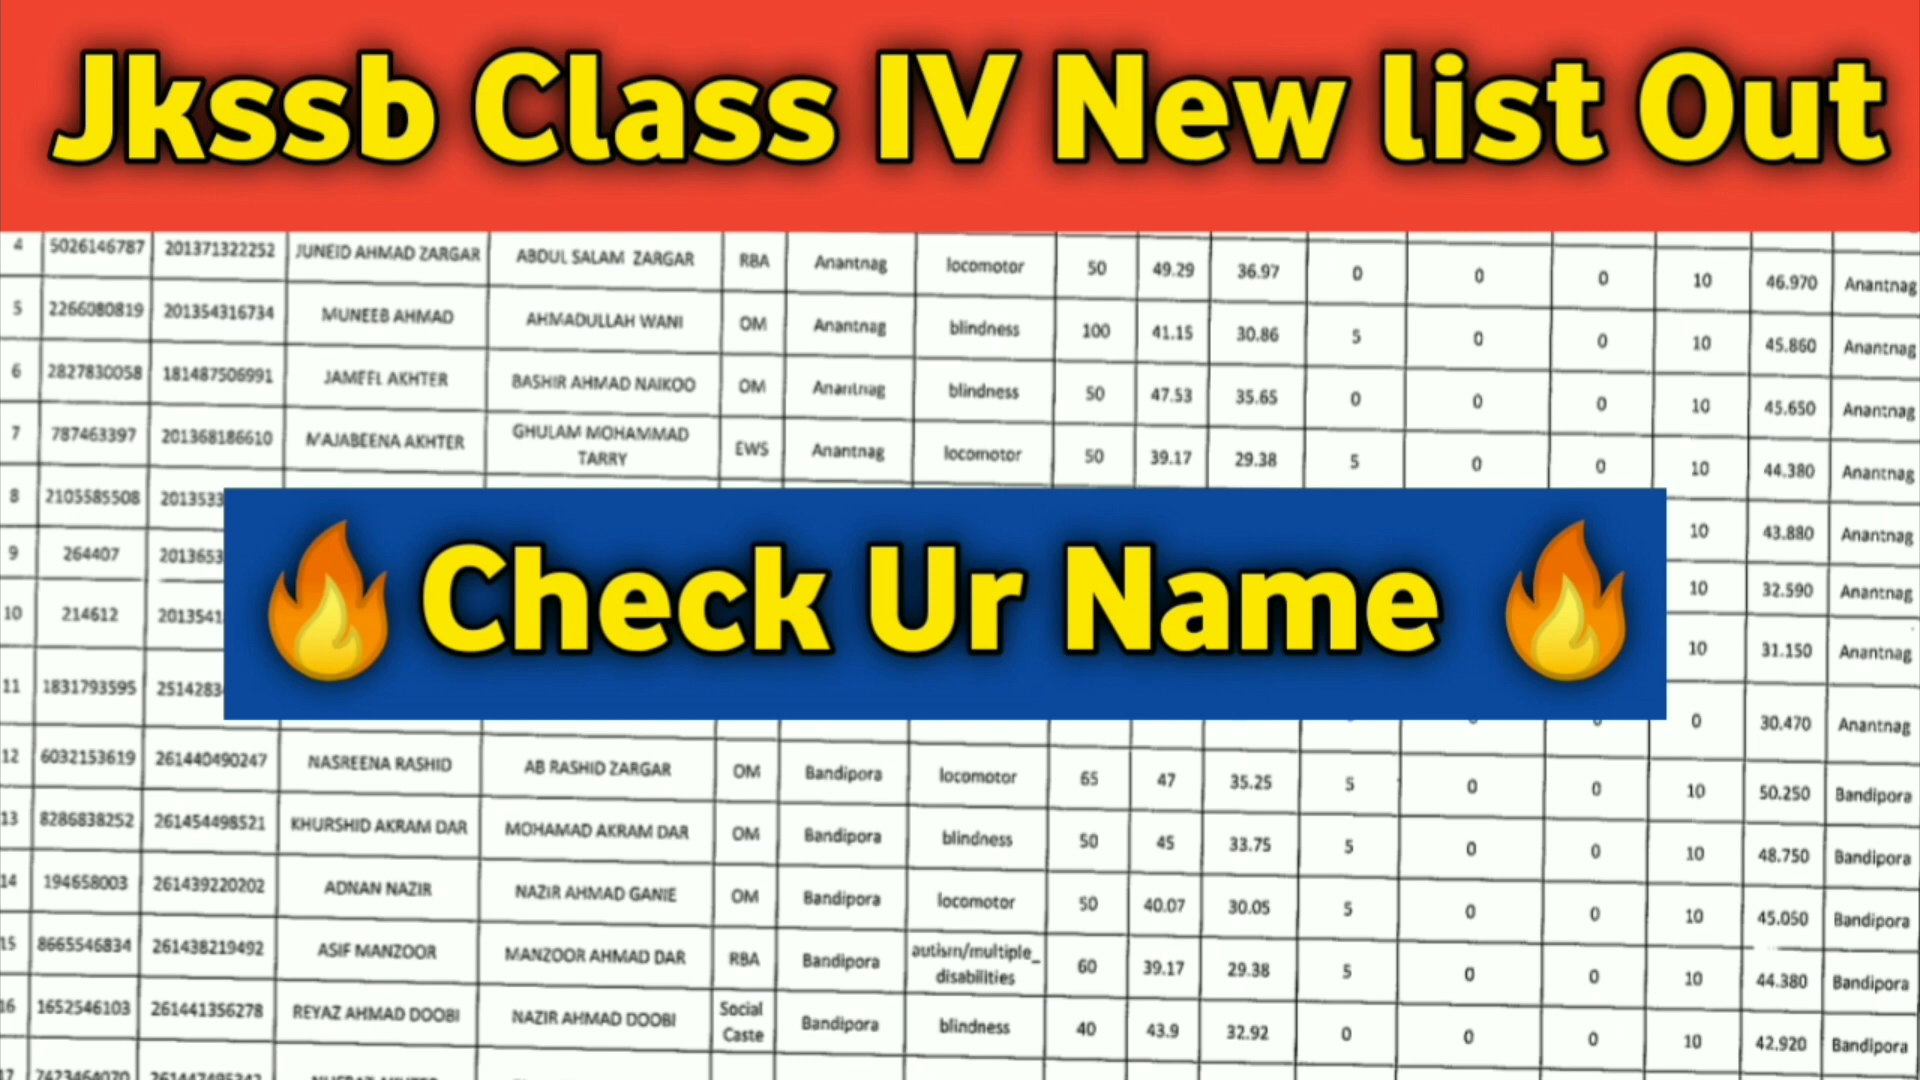 Jkssb Class IV New list Out
4 5026146787 201371322252 JUNEID AHMAD ZARGAR ABDUL SALAM ZARGAR RBA Anantnag locomotor 50 49.29 36.97 0 0 0 10 46.970 Anantnag
5 2266080819 201354316734 MUNEEB AHMAD AHMADULLAH WANI OM Anantnag blindness 100 41.15 30.86 5 0 0 10 45.860 Anantnag
6 2827830058 181487506991 JAMEEL AKHTER BASHIR AHMAD NAIKOO OM Anantnag blindness 50 47.53 35.65 0 0 0 10 45.650 Anantnag
7 787463397 201368186610 MAJABEENA AKHTER GHULAM MOHAMMAD TARRY EWS Anantnag locomotor 50 39.17 29.38 5 0 0 10 44.380 Anantnag
8 2105585508 2013533 10 43.880 Anantnag
9 264407 2013653 10 32.590 Anantnag
🔥Check Ur Name 🔥
10 214612 2013541 10 31.150 Anantnag
11 1831793595 2514283 0 30.470 Anantnag
12 6032153619 261440490247 NASREENA RASHID AB RASHID ZARGAR OM Bandipora locomotor 65 47 35.25 5 0 0 10 50.250 Bandipora
13 8286838252 261454498521 KHURSHID AKRAM DAR MOHAMAD AKRAM DAR OM Bandipora blindness 50 45 33.75 5 0 0 10 48.750 Bandipora
14 194658003 261439220202 ADNAN NAZIR NAZIR AHMAD GANIE OM Bandipora locomotor 50 40.07 30.05 5 0 0 10 45.050 Bandipora
15 8665546834 261438219492 ASIF MANZOOR MANZOOR AHMAD DAR RBA Bandipora autism/multiple_disabilities 60 39.17 29.38 5 0 0 10 44.380 Bandipora
16 1652546103 261441356278 REYAZ AHMAD DOOBI NAZIR AHMAD DOOBI Social Caste Bandipora blindness 40 43.9 32.92 0 0 0 10 42.920 Bandipora